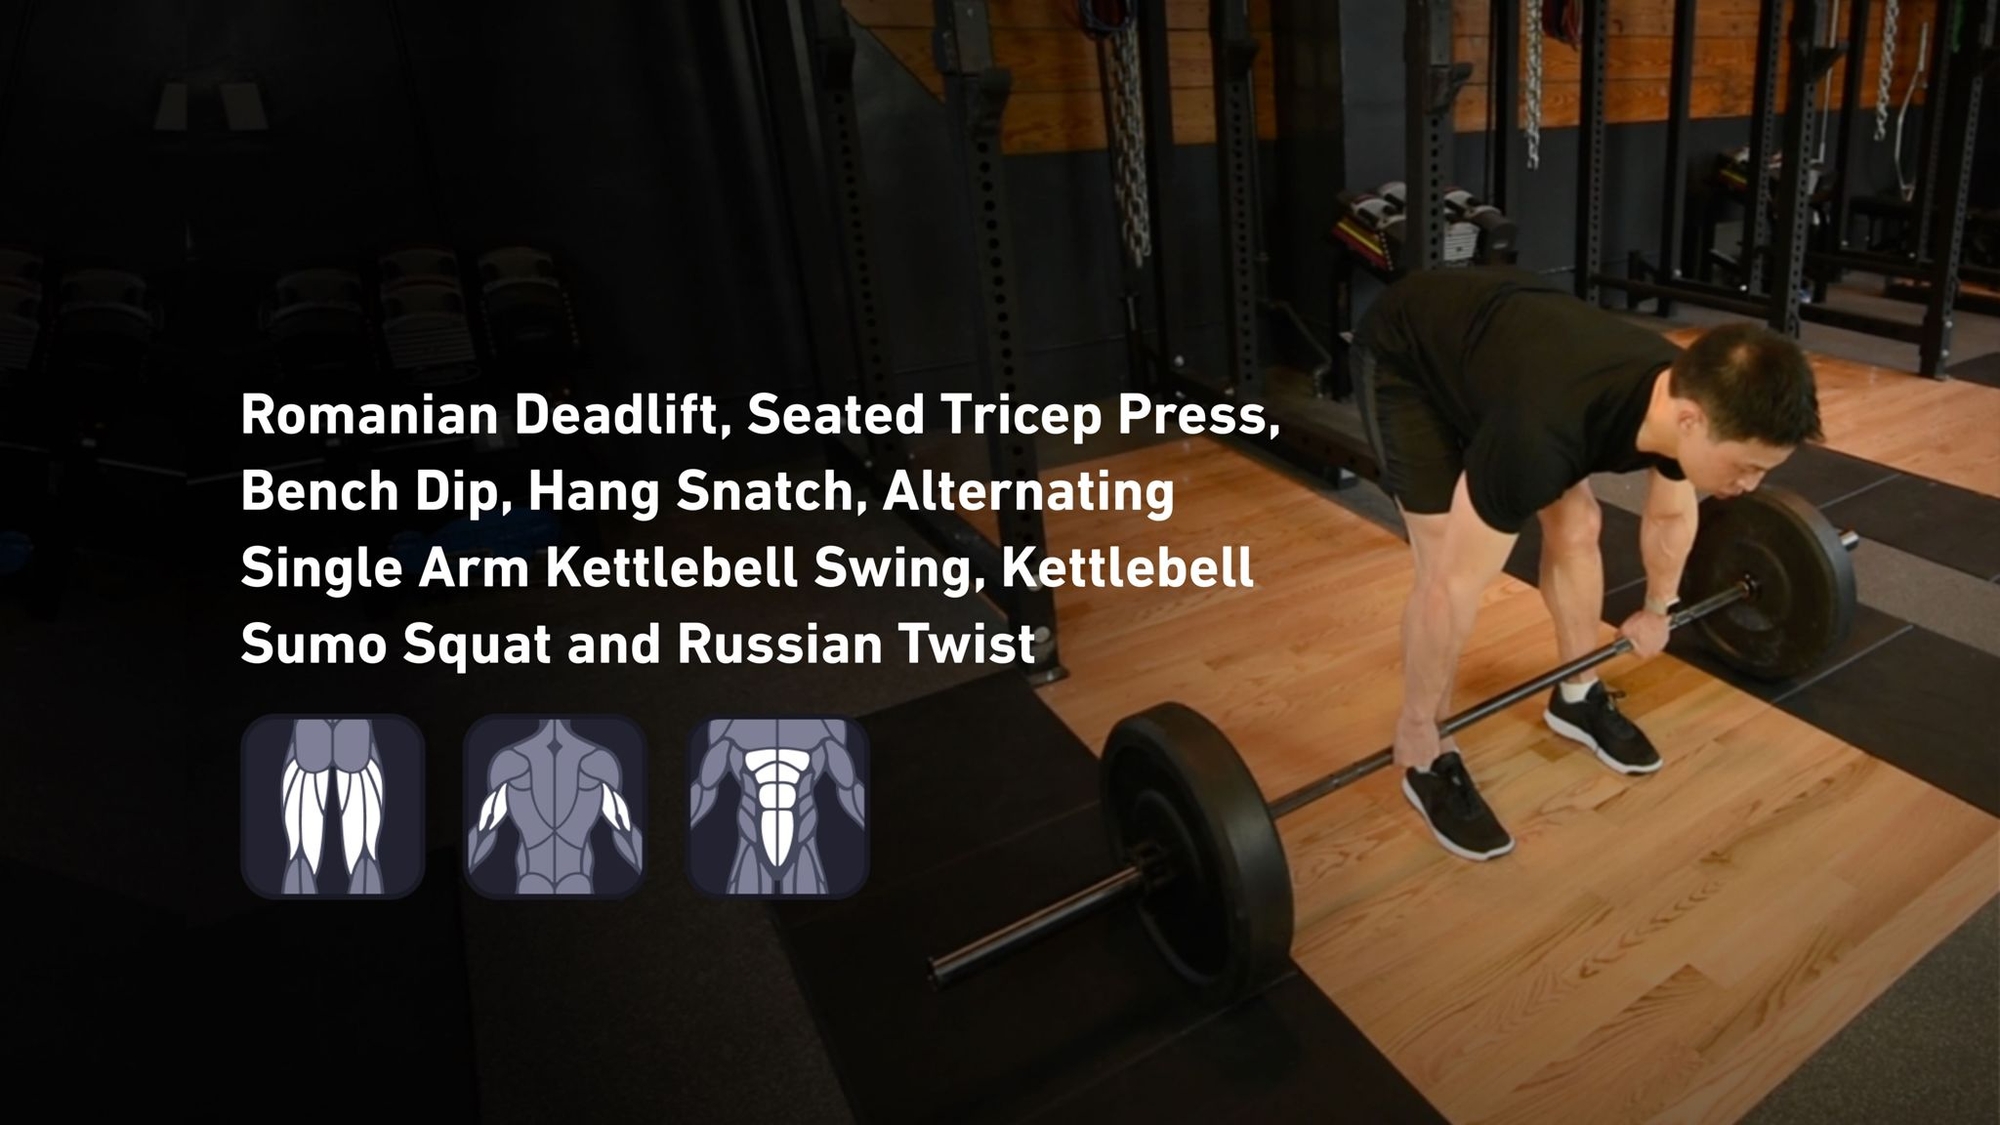 Romanian Deadlift, Seated Tricep Press,
Bench Dip, Hang Snatch, Alternating
Single Arm Kettlebell Swing, Kettlebell
Sumo Squat and Russian Twist